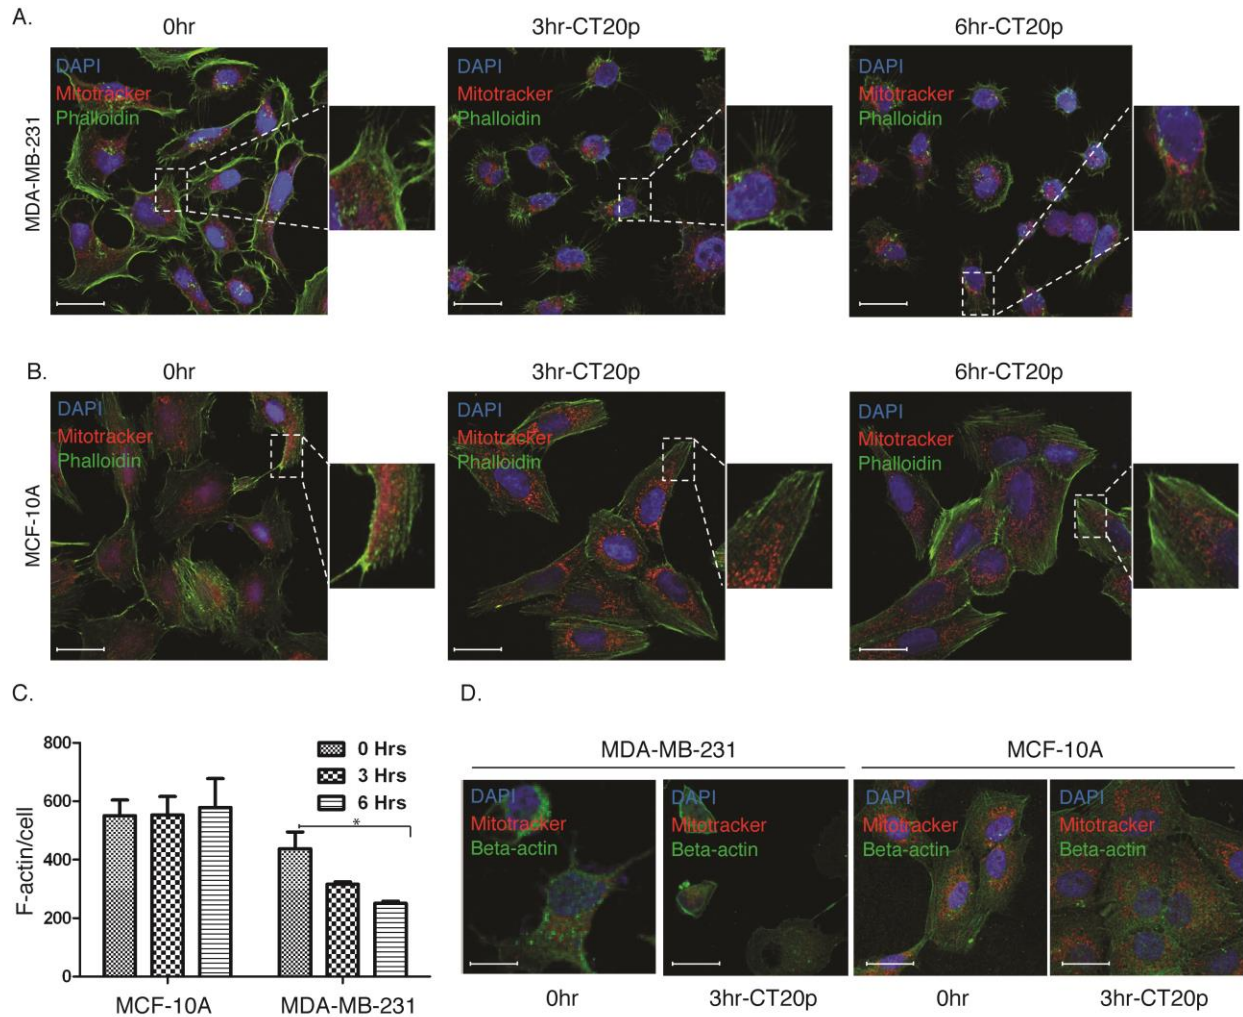 A.
0hr 3hr-CT20p 6hr-CT20p
MDA-MB-231
DAPI DAPI DAPI
Mitotracker Mitotracker Mitotracker
Phalloidin Phalloidin Phalloidin
B.
0hr 3hr-CT20p 6hr-CT20p
MCF-10A
DAPI DAPI DAPI
Mitotracker Mitotracker Mitotracker
Phalloidin Phalloidin Phalloidin
C.
F-actin/cell
800
600
400
200
0
0 Hrs
3 Hrs
6 Hrs
*
MCF-10A MDA-MB-231
D.
MDA-MB-231 MCF-10A
DAPI DAPI DAPI DAPI
Mitotracker Mitotracker Mitotracker Mitotracker
Beta-actin Beta-actin Beta-actin Beta-actin
0hr 3hr-CT20p 0hr 3hr-CT20p